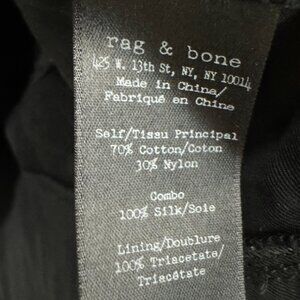 rag & bone
425 W. 13th St, NY, NY 10014
Made in China/
Fabriqué en Chine
Self/Tissu Principal
70% Cotton/Coton
30% Nylon
Combo
100% Silk/Soie
Lining/Doublure
100% Triacetate/
Triacétate